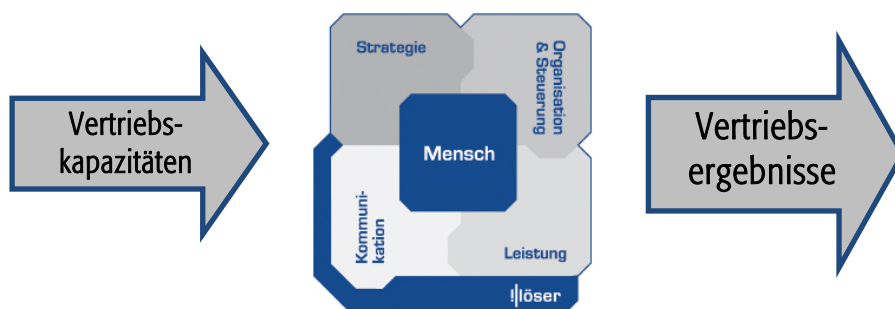 Vertriebs-
kapazitäten
Strategie
Organisation
& Steuerung
Mensch
Kommuni-
kation
Leistung
löser
Vertriebs-
ergebnisse